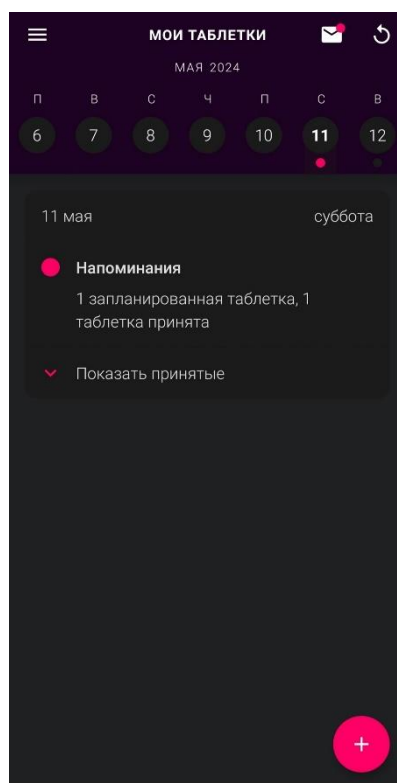 МОИ ТАБЛЕТКИ
МАЯ 2024
П В С Ч П С В
6 7 8 9 10 11 12
11 мая суббота
Напоминания
1 запланированная таблетка, 1
таблетка принята
Показать принятые